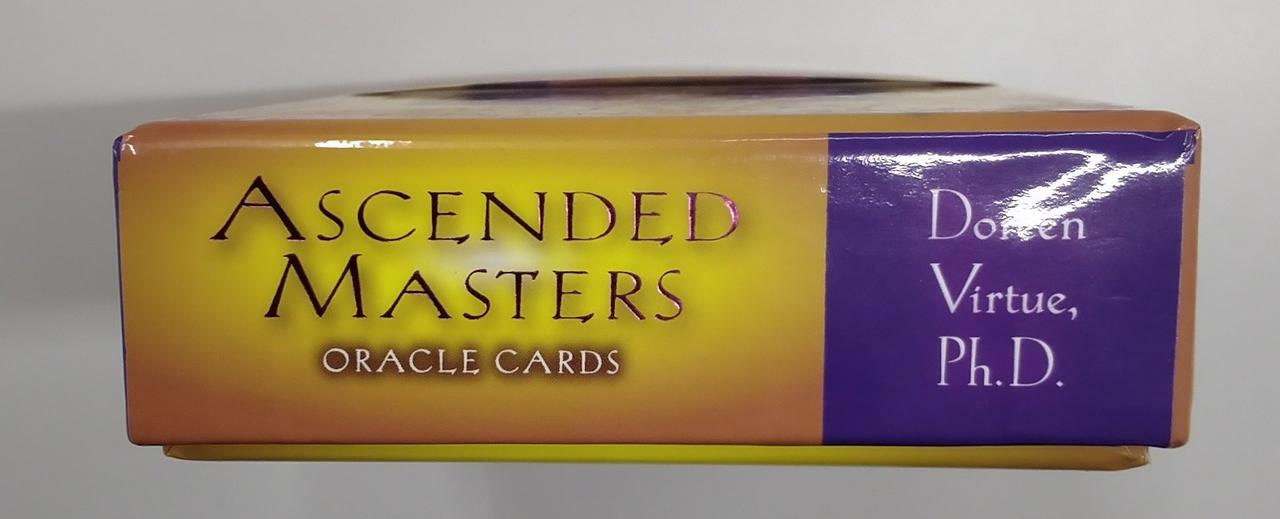 ASCENDED
MASTERS
ORACLE CARDS
Doreen
Virtue,
Ph.D.